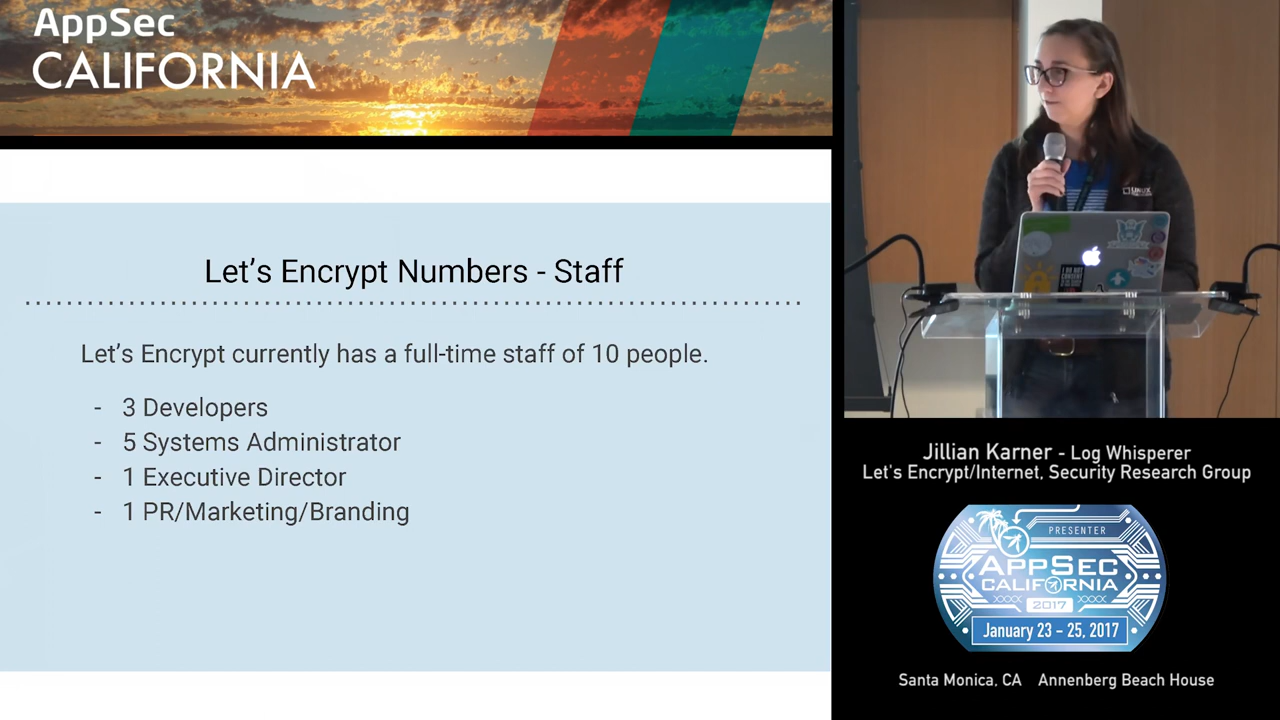 AppSec
CALIFORNIA
Let's Encrypt Numbers - Staff
Let's Encrypt currently has a full-time staff of 10 people.
- 3 Developers
- 5 Systems Administrator
- 1 Executive Director
- 1 PR/Marketing/Branding
Jillian Karner - Log Whisperer
Let's Encrypt/Internet, Security Research Group
PRESENTER
APPSEC
CALIFORNIA
2017
January 23 - 25, 2017
Santa Monica, CA Annenberg Beach House